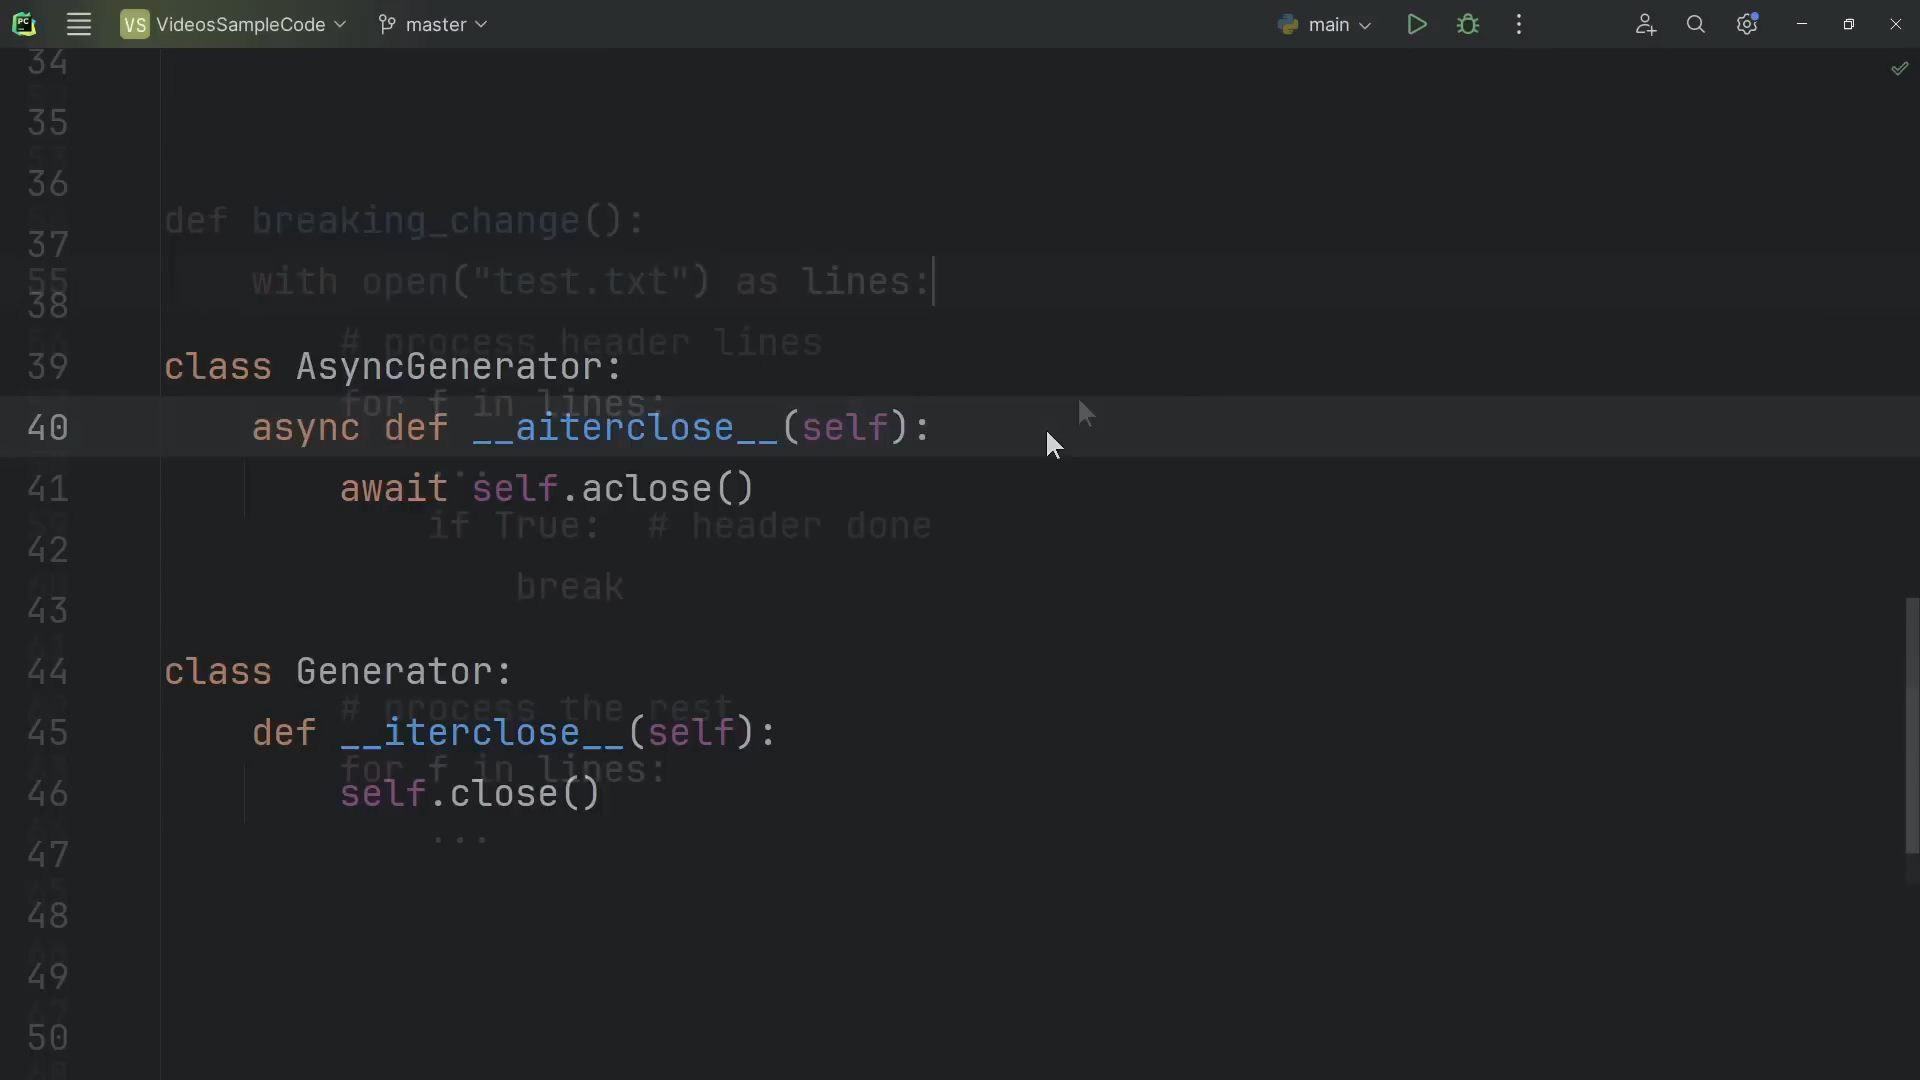 VS VideosSampleCode master main
34
35
36
def breaking_change():
37
55 with open("test.txt") as lines:
38
# process header lines
39 class AsyncGenerator:
for f in lines:
40 async def __aiterclose__(self):
...
41 await self.aclose()
if True: # header done
42
break
43
44 class Generator:
# process the rest
45 def __iterclose__(self):
for f in lines:
46 self.close()
...
47
48
49
50